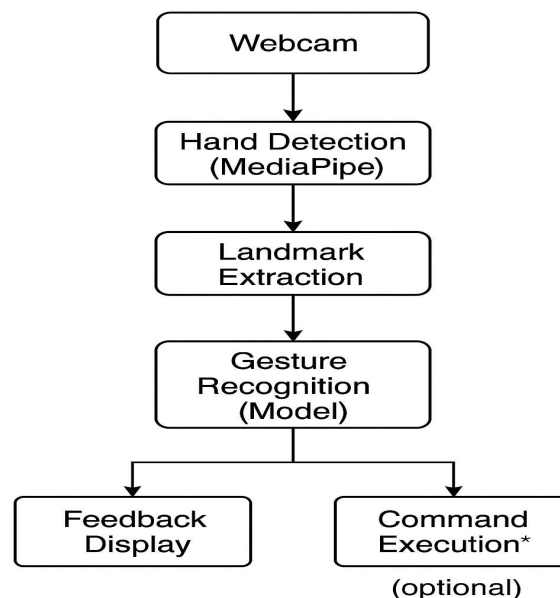 Webcam
Hand Detection
(MediaPipe)
Landmark
Extraction
Gesture
Recognition
(Model)
Feedback
Display
Command
Execution*
(optional)